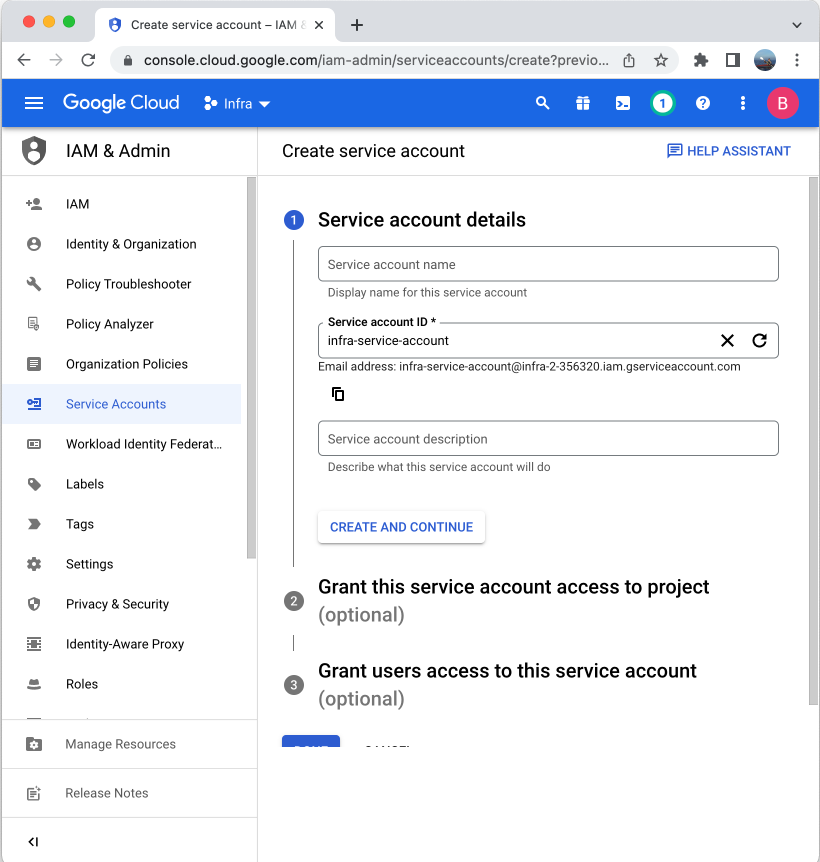 Create service account – IAM &
console.cloud.google.com/iam-admin/serviceaccounts/create?previo...
Google Cloud
Infra
1
B
IAM & Admin
Create service account
HELP ASSISTANT
IAM
Identity & Organization
Policy Troubleshooter
Policy Analyzer
Organization Policies
Service Accounts
Workload Identity Federat...
Labels
Tags
Settings
Privacy & Security
Identity-Aware Proxy
Roles
Manage Resources
Release Notes
1
Service account details
Service account name
Display name for this service account
Service account ID *
infra-service-account
Email address: infra-service-account@infra-2-356320.iam.gserviceaccount.com
Service account description
Describe what this service account will do
CREATE AND CONTINUE
2
Grant this service account access to project
(optional)
3
Grant users access to this service account
(optional)